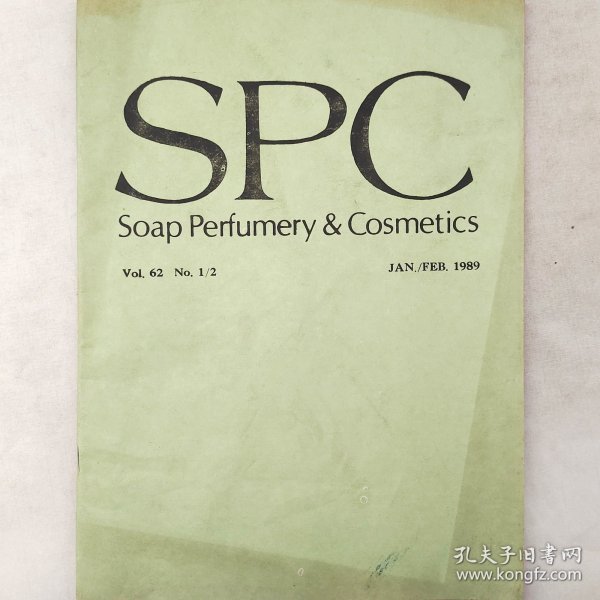 SPC
Soap Perfumery & Cosmetics
Vol. 62 No. 1/2 JAN./FEB. 1989
孔夫子旧書网
www.kongfz.com